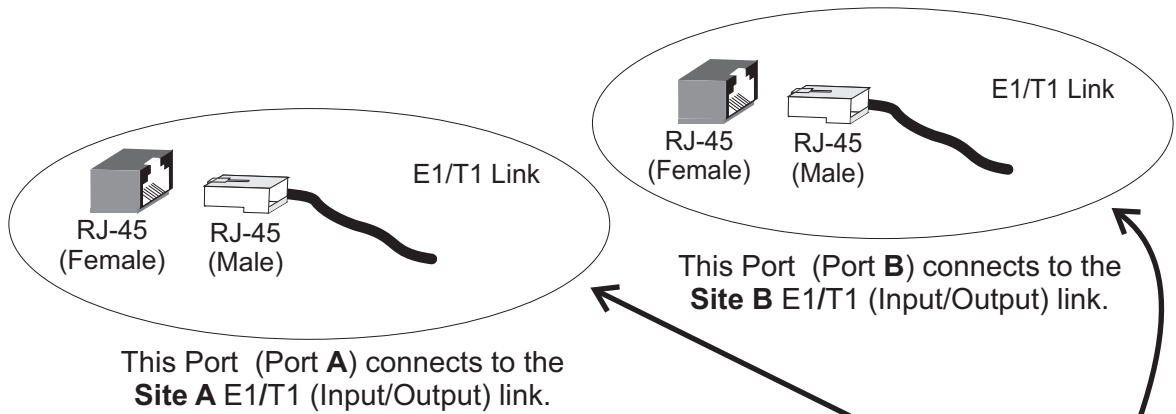 E1/T1 Link
RJ-45
(Female)
RJ-45
(Male)
This Port (Port A) connects to the
Site A E1/T1 (Input/Output) link.
E1/T1 Link
RJ-45
(Female)
RJ-45
(Male)
This Port (Port B) connects to the
Site B E1/T1 (Input/Output) link.